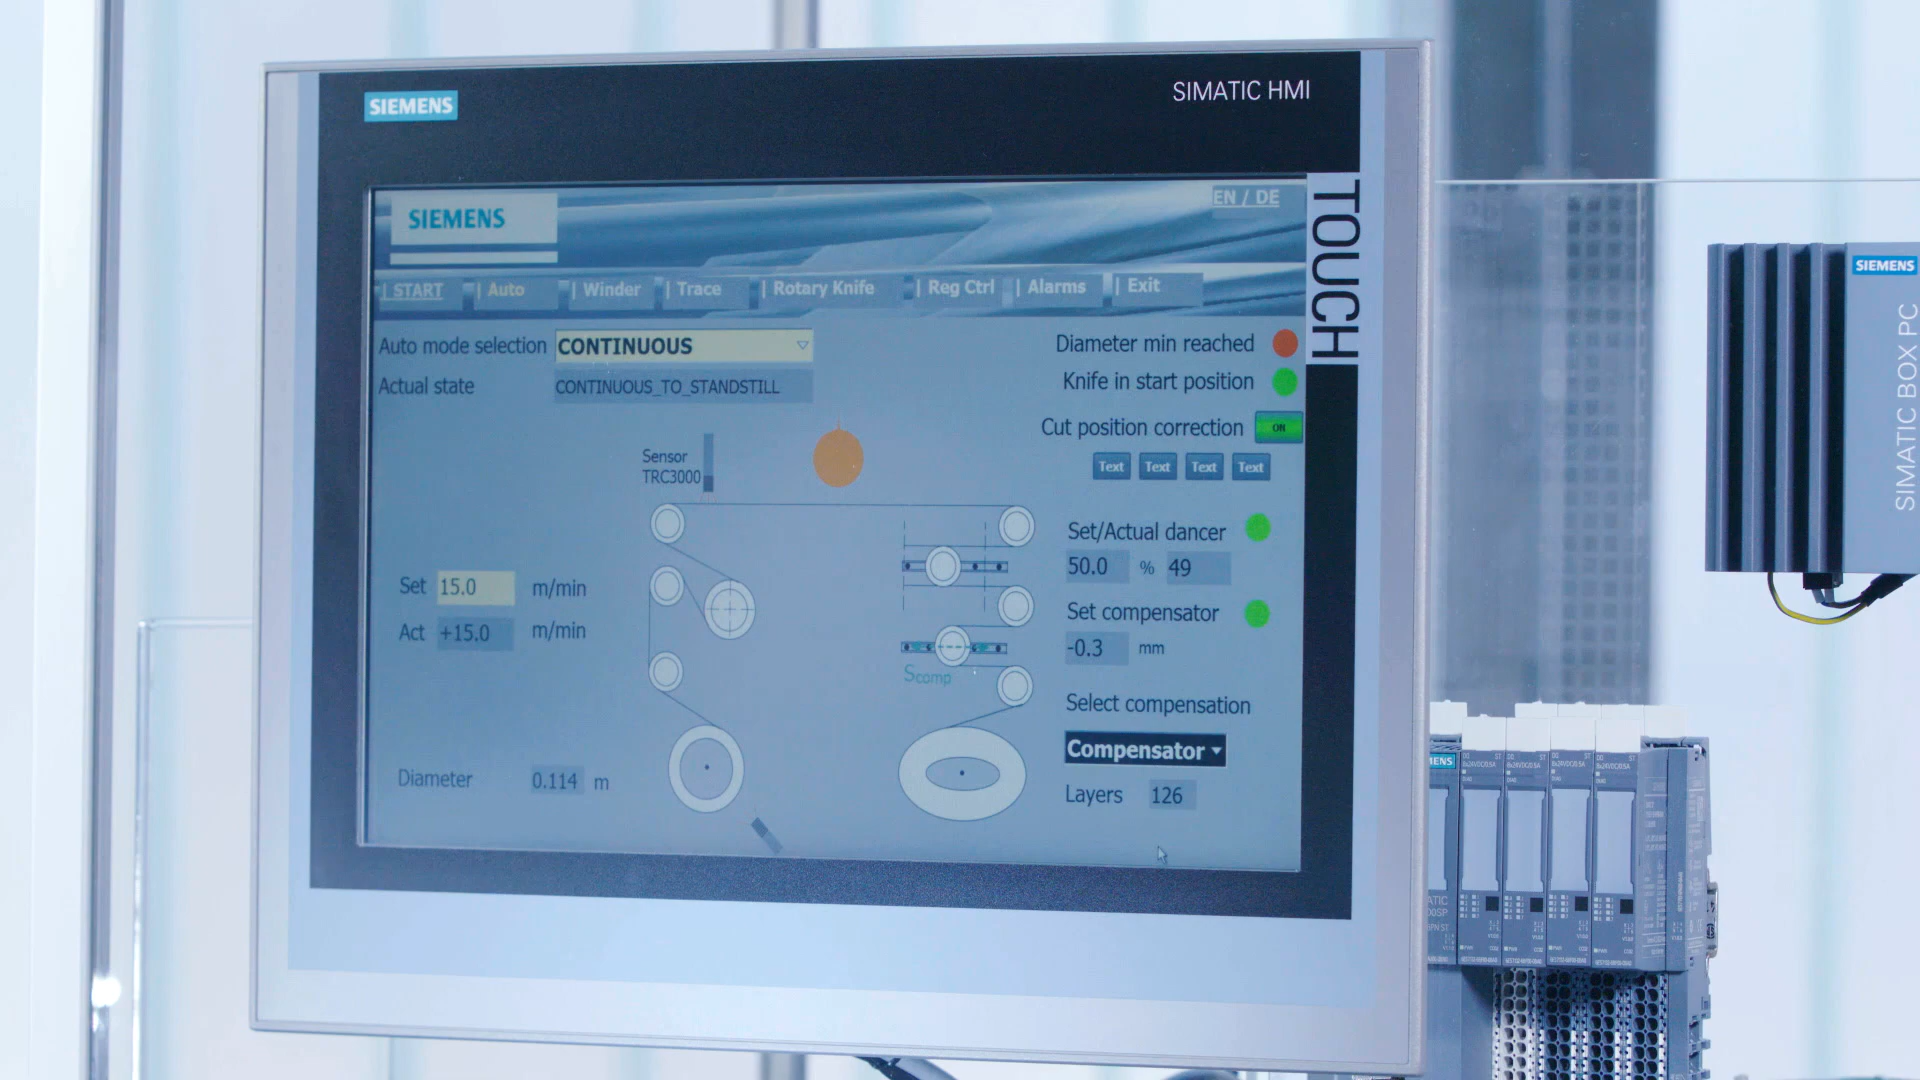 SIEMENS
SIMATIC HMI
TOUCH
SIEMENS
EN / DE
| START | Auto | Winder | Trace | Rotary Knife | Reg Ctrl | Alarms | Exit
Auto mode selection CONTINUOUS
Actual state CONTINUOUS_TO_STANDSTILL
Diameter min reached
Knife in start position
Cut position correction ON
Text Text Text Text
Sensor
TRC3000
Set/Actual dancer
50.0 % 49
Set 15.0 m/min
Act +15.0 m/min
Set compensator
-0.3 mm
Scomp
Select compensation
Compensator
Diameter 0.114 m
Layers 126
SIEMENS
SIMATIC BOX PC